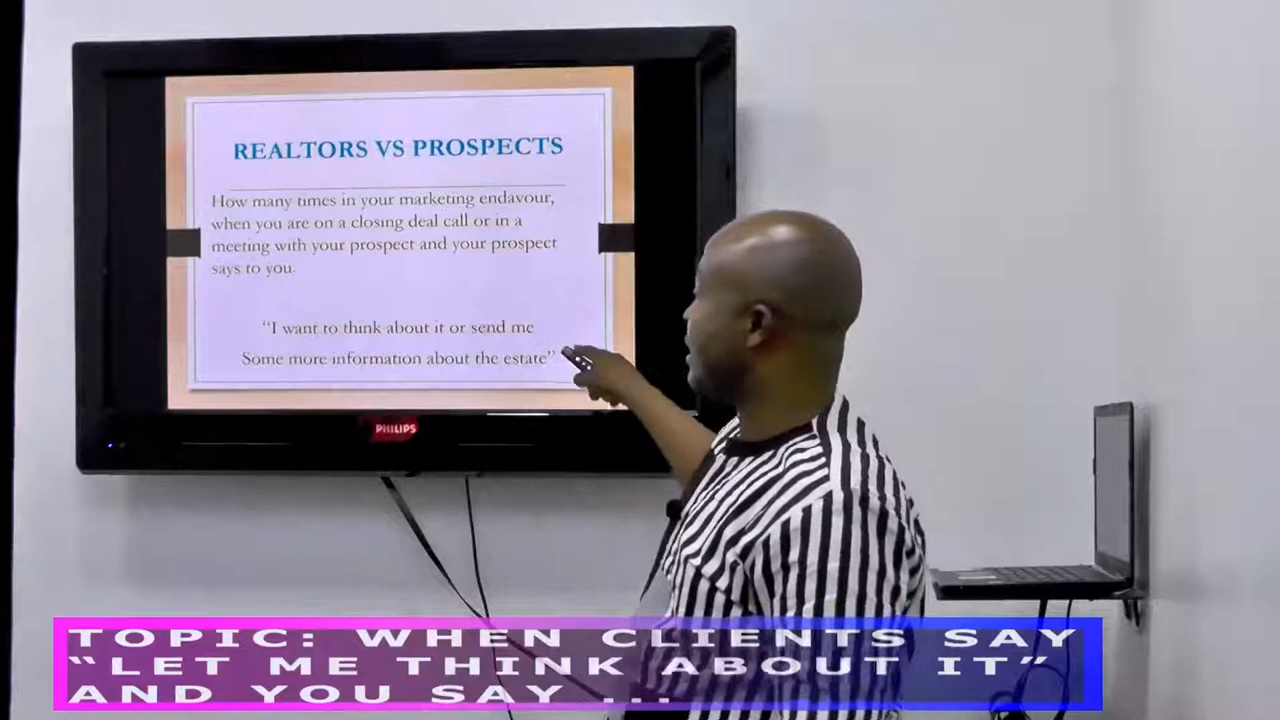 REALTORS VS PROSPECTS
How many times in your marketing endavour,
when you are on a closing deal call or in a
meeting with your prospect and your prospect
says to you.
“I want to think about it or send me
Some more information about the estate”
PHILIPS
TOPIC: WHEN CLIENTS SAY
“LET ME THINK ABOUT IT”
AND YOU SAY ...